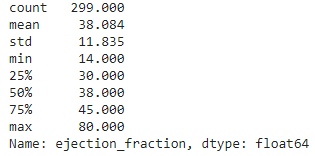 count 299.000
mean 38.084
std 11.835
min 14.000
25% 30.000
50% 38.000
75% 45.000
max 80.000
Name: ejection_fraction, dtype: float64